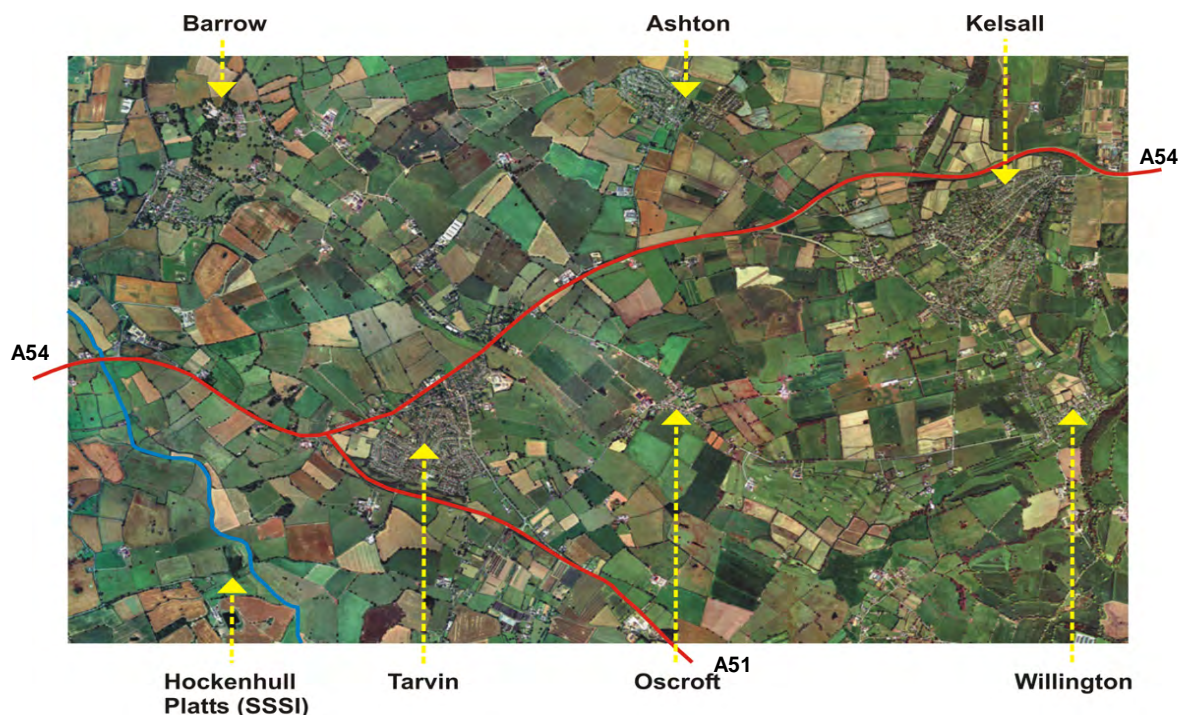 Barrow
Ashton
Kelsall
A54
A54
A51
Hockenhull
Platts (SSSI)
Tarvin
Oscroft
Willington